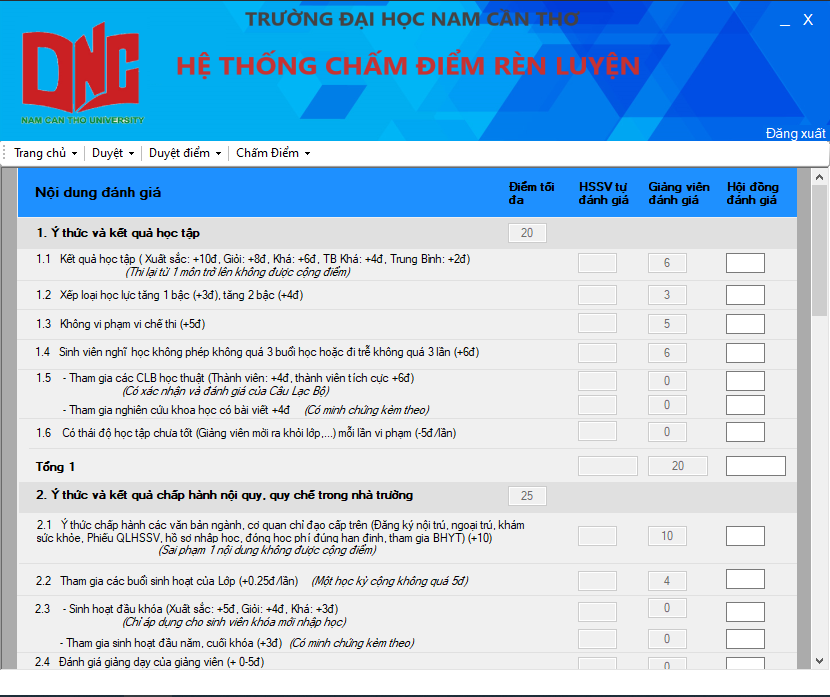 TRƯỜNG ĐẠI HỌC NAM CẦN THƠ
_ X
DNC
NAM CAN THO UNIVERSITY
HỆ THỐNG CHẤM ĐIỂM RÈN LUYỆN
Đăng xuất
Trang chủ Duyệt Duyệt điểm Chấm Điểm
Nội dung đánh giá
Điểm tối đa
HSSV tự đánh giá
Giảng viên đánh giá
Hội đồng đánh giá
1. Ý thức và kết quả học tập 20
1.1 Kết quả học tập ( Xuất sắc: +10đ, Giỏi: +8đ, Khá: +6đ, TB Khá: +4đ, Trung Bình: +2đ) 6
(Thi lại từ 1 môn trở lên không được cộng điểm)
1.2 Xếp loại học lực tăng 1 bậc (+3đ), tăng 2 bậc (+4đ) 3
1.3 Không vi phạm vi chế thi (+5đ) 5
1.4 Sinh viên nghĩ học không phép không quá 3 buổi học hoặc đi trễ không quá 3 lần (+6đ) 6
1.5 - Tham gia các CLB học thuật (Thành viên: +4đ, thành viên tích cực +6đ) 0
(Có xác nhận và đánh giá của Câu Lạc Bộ)
- Tham gia nghiên cứu khoa học có bài viết +4đ (Có minh chứng kèm theo) 0
1.6 Có thái độ học tập chưa tốt (Giảng viên mời ra khỏi lớp,...) mỗi lần vi phạm (-5đ/lần) 0
Tổng 1 20
2. Ý thức và kết quả chấp hành nội quy, quy chế trong nhà trường 25
2.1 Ý thức chấp hành các văn bản ngành, cơ quan chỉ đạo cấp trên (Đăng ký nội trú, ngoại trú, khám
sức khỏe, Phiếu QLHSSV, hồ sơ nhập học, đóng học phí đúng hạn định, tham gia BHYT) (+10) 10
(Sai phạm 1 nội dung không được cộng điểm)
2.2 Tham gia các buổi sinh hoạt của Lớp (+0.25đ/lần) (Một học kỳ cộng không quá 5đ) 4
2.3 - Sinh hoạt đầu khóa (Xuất sắc: +5đ, Giỏi: +4đ, Khá: +3đ) 0
(Chỉ áp dụng cho sinh viên khóa mới nhập học)
- Tham gia sinh hoạt đầu năm, cuối khóa (+3đ) (Có minh chứng kèm theo) 0
2.4 Đánh giá giảng dạy của giảng viên (+ 0-5đ) 0